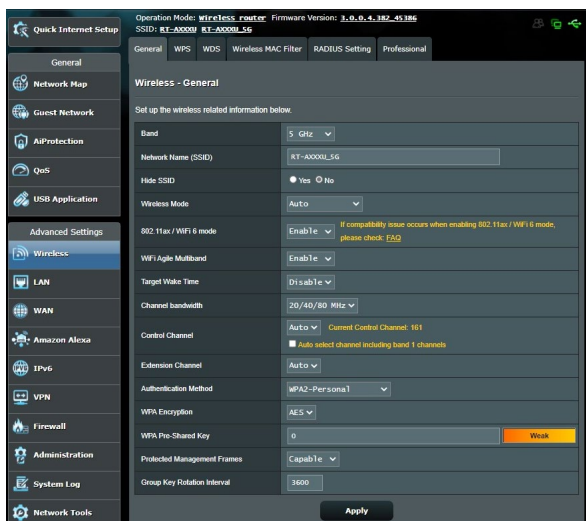 Quick Internet Setup
General
Network Map
Guest Network
AiProtection
QoS
USB Application
Advanced Settings
Wireless
LAN
WAN
Amazon Alexa
IPv6
VPN
Firewall
Administration
System Log
Network Tools
Operation Mode: Wireless router Firmware Version: 3.0.0.4.382_45386
SSID: RT-AXXXU RT-AXXXU_5G
General WPS WDS Wireless MAC Filter RADIUS Setting Professional
Wireless - General
Set up the wireless related information below.
Band 5 GHz
Network Name (SSID) RT-AXXXU_5G
Hide SSID Yes No
Wireless Mode Auto
802.11ax / WiFi 6 mode Enable If compatibility issue occurs when enabling 802.11ax / WiFi 6 mode,
please check: FAQ
WiFi Agile Multiband Enable
Target Wake Time Disable
Channel bandwidth 20/40/80 MHz
Control Channel Auto Current Control Channel: 161
Auto select channel including band 1 channels
Extension Channel Auto
Authentication Method WPA2-Personal
WPA Encryption AES
WPA Pre-Shared Key 0 Weak
Protected Management Frames Capable
Group Key Rotation Interval 3600
Apply